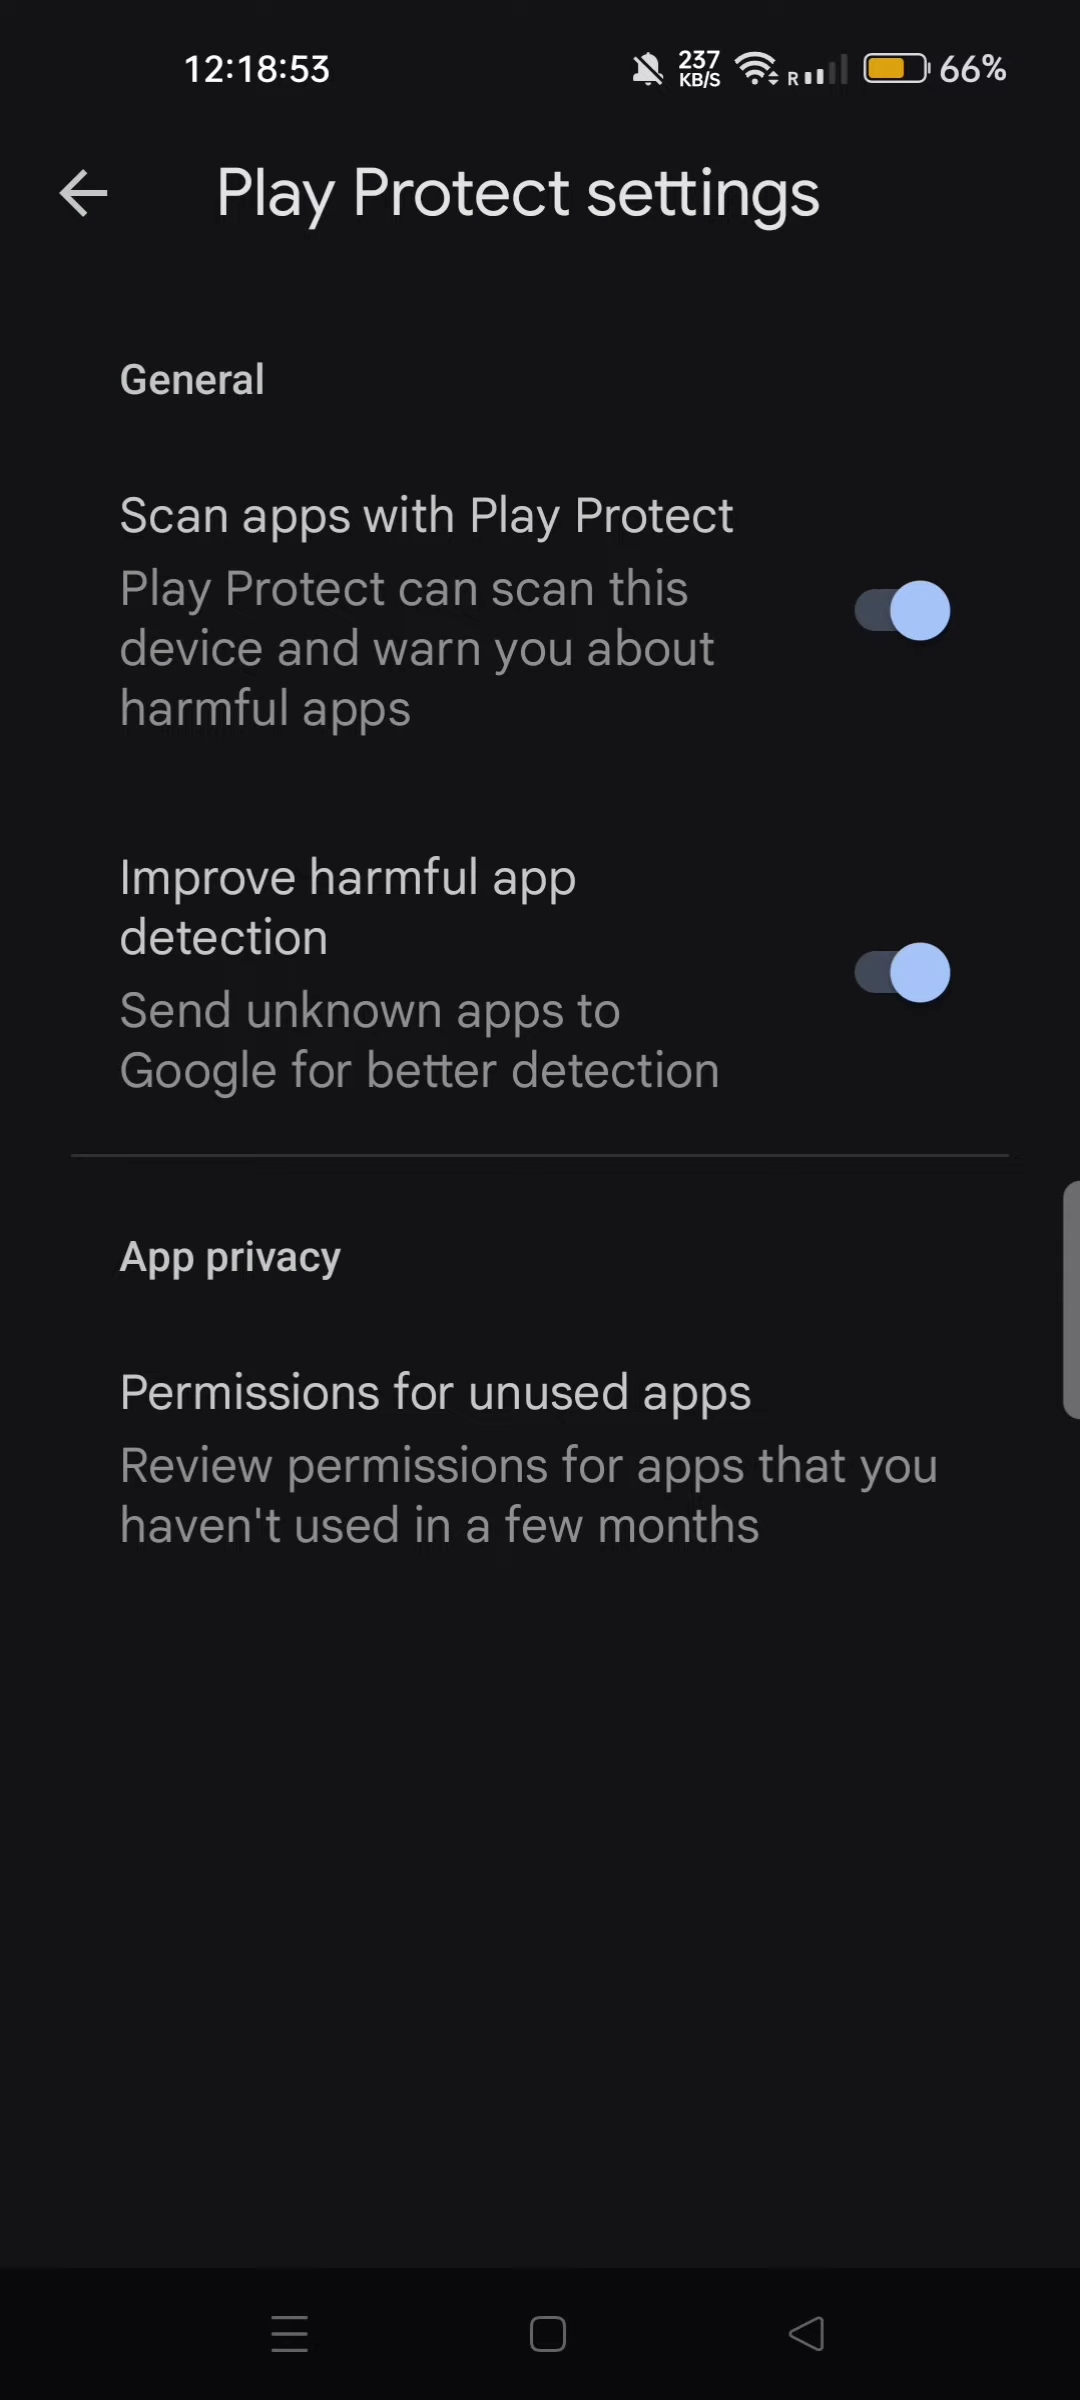 12:18:53
237
KB/S
R
66%
Play Protect settings
General
Scan apps with Play Protect
Play Protect can scan this
device and warn you about
harmful apps
Improve harmful app
detection
Send unknown apps to
Google for better detection
App privacy
Permissions for unused apps
Review permissions for apps that you
haven't used in a few months